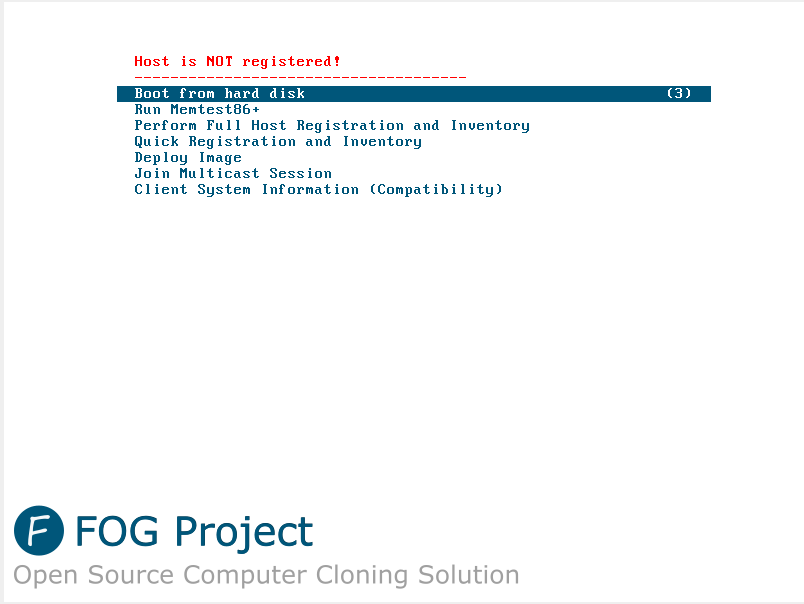 Host is NOT registered!
-------------------------------------
Boot from hard disk (3)
Run Memtest86+
Perform Full Host Registration and Inventory
Quick Registration and Inventory
Deploy Image
Join Multicast Session
Client System Information (Compatibility)
F FOG Project
Open Source Computer Cloning Solution